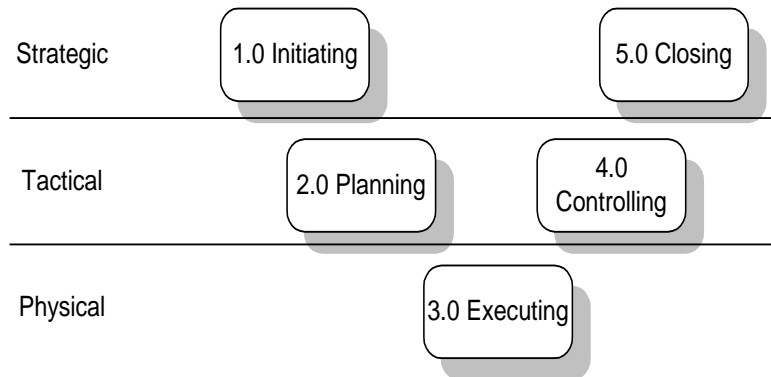 Strategic
1.0 Initiating
5.0 Closing
Tactical
2.0 Planning
4.0
Controlling
Physical
3.0 Executing